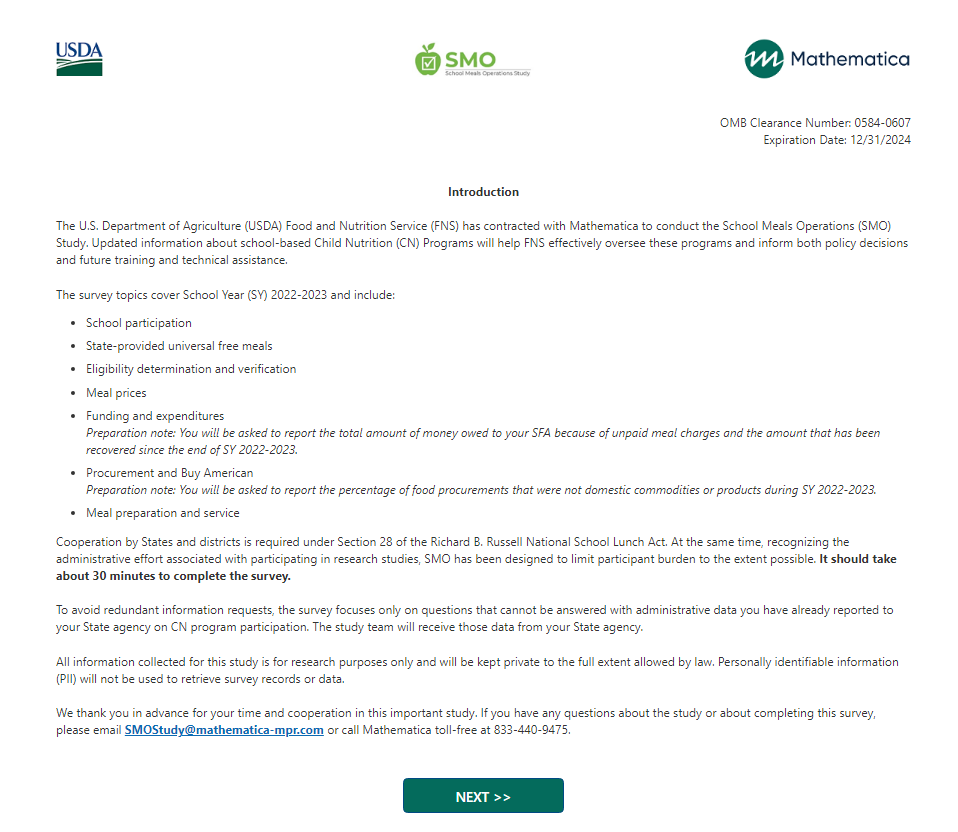 USDA
SMO
School Meals Operations Study
Mathematica
OMB Clearance Number: 0584-0607
Expiration Date: 12/31/2024
Introduction
The U.S. Department of Agriculture (USDA) Food and Nutrition Service (FNS) has contracted with Mathematica to conduct the School Meals Operations (SMO)
Study. Updated information about school-based Child Nutrition (CN) Programs will help FNS effectively oversee these programs and inform both policy decisions
and future training and technical assistance.
The survey topics cover School Year (SY) 2022-2023 and include:
• School participation
• State-provided universal free meals
• Eligibility determination and verification
• Meal prices
• Funding and expenditures
Preparation note: You will be asked to report the total amount of money owed to your SFA because of unpaid meal charges and the amount that has been
recovered since the end of SY 2022-2023.
• Procurement and Buy American
Preparation note: You will be asked to report the percentage of food procurements that were not domestic commodities or products during SY 2022-2023.
• Meal preparation and service
Cooperation by States and districts is required under Section 28 of the Richard B. Russell National School Lunch Act. At the same time, recognizing the
administrative effort associated with participating in research studies, SMO has been designed to limit participant burden to the extent possible. It should take
about 30 minutes to complete the survey.
To avoid redundant information requests, the survey focuses only on questions that cannot be answered with administrative data you have already reported to
your State agency on CN program participation. The study team will receive those data from your State agency.
All information collected for this study is for research purposes only and will be kept private to the full extent allowed by law. Personally identifiable information
(PII) will not be used to retrieve survey records or data.
We thank you in advance for your time and cooperation in this important study. If you have any questions about the study or about completing this survey,
please email SMOStudy@mathematica-mpr.com or call Mathematica toll-free at 833-440-9475.
NEXT >>